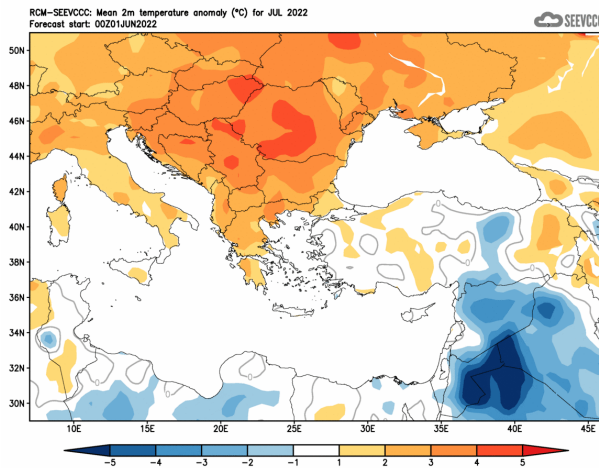 RCM-SEEVCCC: Mean 2m temperature anomaly (°C) for JUL 2022
Forecast start: 00Z01JUN2022
SEEVCCC
50N
48N
46N
44N
42N
40N
38N
36N
34N
32N
30N
10E
15E
20E
25E
30E
35E
40E
45E
-5
-4
-3
-2
-1
1
2
3
4
5